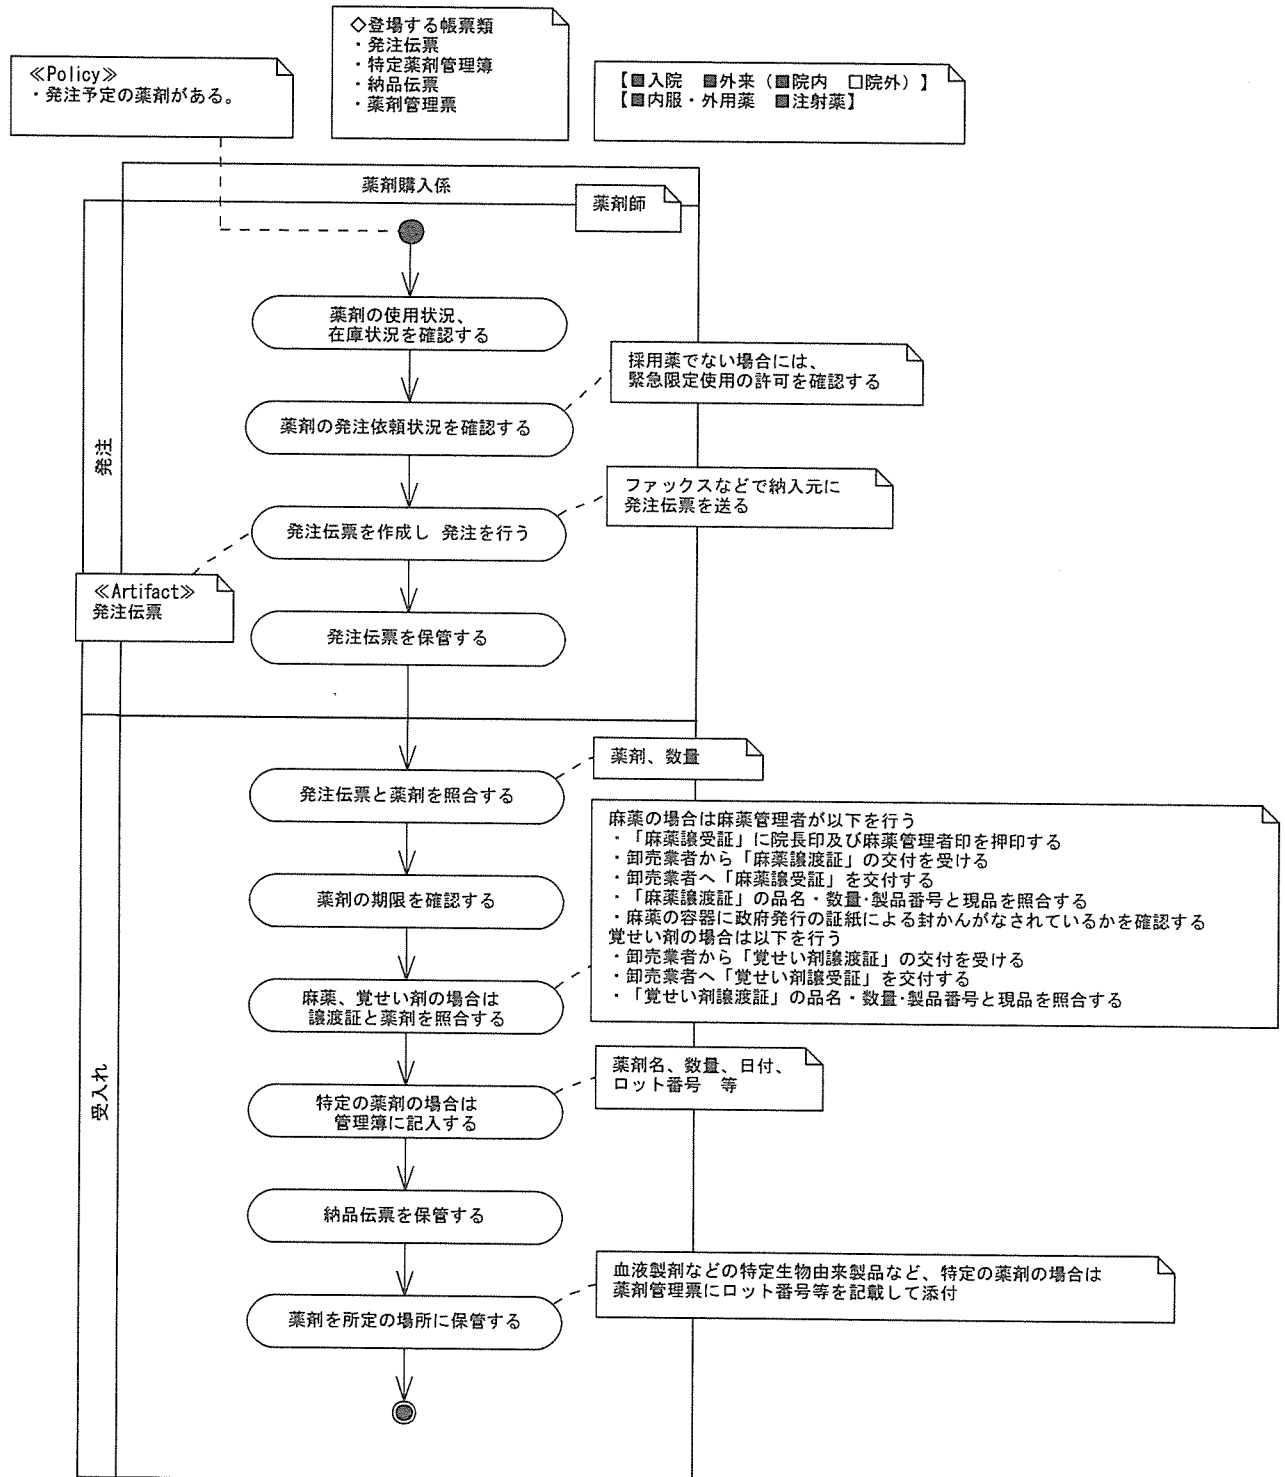 ◇登場する帳票類
・発注伝票
・特定薬剤管理簿
・納品伝票
・薬剤管理票
≪Policy≫
・発注予定の薬剤がある。
【■入院　■外来（■院内　□院外）】
【■内服・外用薬　■注射薬】
薬剤購入係
薬剤師
発注
薬剤の使用状況、
在庫状況を確認する
採用薬でない場合には、
緊急限定使用の許可を確認する
薬剤の発注依頼状況を確認する
ファックスなどで納入元に
発注伝票を送る
発注伝票を作成し 発注を行う
≪Artifact≫
発注伝票
発注伝票を保管する
受入れ
薬剤、数量
発注伝票と薬剤を照合する
麻薬の場合は麻薬管理者が以下を行う
・「麻薬譲受証」に院長印及び麻薬管理者印を押印する
・卸売業者から「麻薬譲渡証」の交付を受ける
・卸売業者へ「麻薬譲受証」を交付する
・「麻薬譲渡証」の品名・数量・製品番号と現品を照合する
・麻薬の容器に政府発行の証紙による封かんがなされているかを確認する
覚せい剤の場合は以下を行う
・卸売業者から「覚せい剤譲渡証」の交付を受ける
・卸売業者へ「覚せい剤譲受証」を交付する
・「覚せい剤譲渡証」の品名・数量・製品番号と現品を照合する
薬剤の期限を確認する
麻薬、覚せい剤の場合は
譲渡証と薬剤を照合する
薬剤名、数量、日付、
ロット番号　等
特定の薬剤の場合は
管理簿に記入する
納品伝票を保管する
血液製剤などの特定生物由来製品など、特定の薬剤の場合は
薬剤管理票にロット番号等を記載して添付
薬剤を所定の場所に保管する